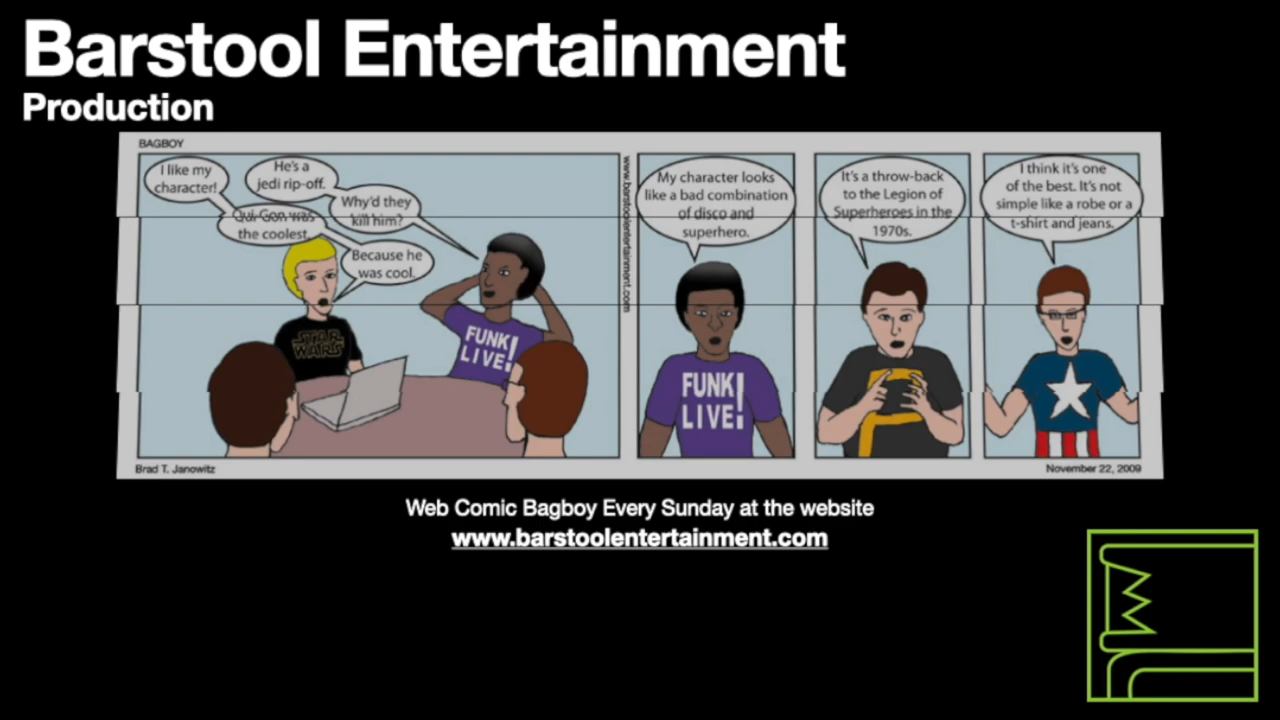 Barstool Entertainment
Production
BAGBOY
I like my
character!
He's a
jedi rip-off.
Qui-Gon was
the coolest.
Why'd they
kill him?
Because he
was cool.
STAR
WARS
FUNK
LIVE!
www.barstoolentertainment.com
My character looks
like a bad combination
of disco and
superhero.
FUNK
LIVE!
It's a throw-back
to the Legion of
Superheroes in the
1970s.
I think it's one
of the best. It's not
simple like a robe or a
t-shirt and jeans.
Brad T. Janowitz
November 22, 2009
Web Comic Bagboy Every Sunday at the website
www.barstoolentertainment.com